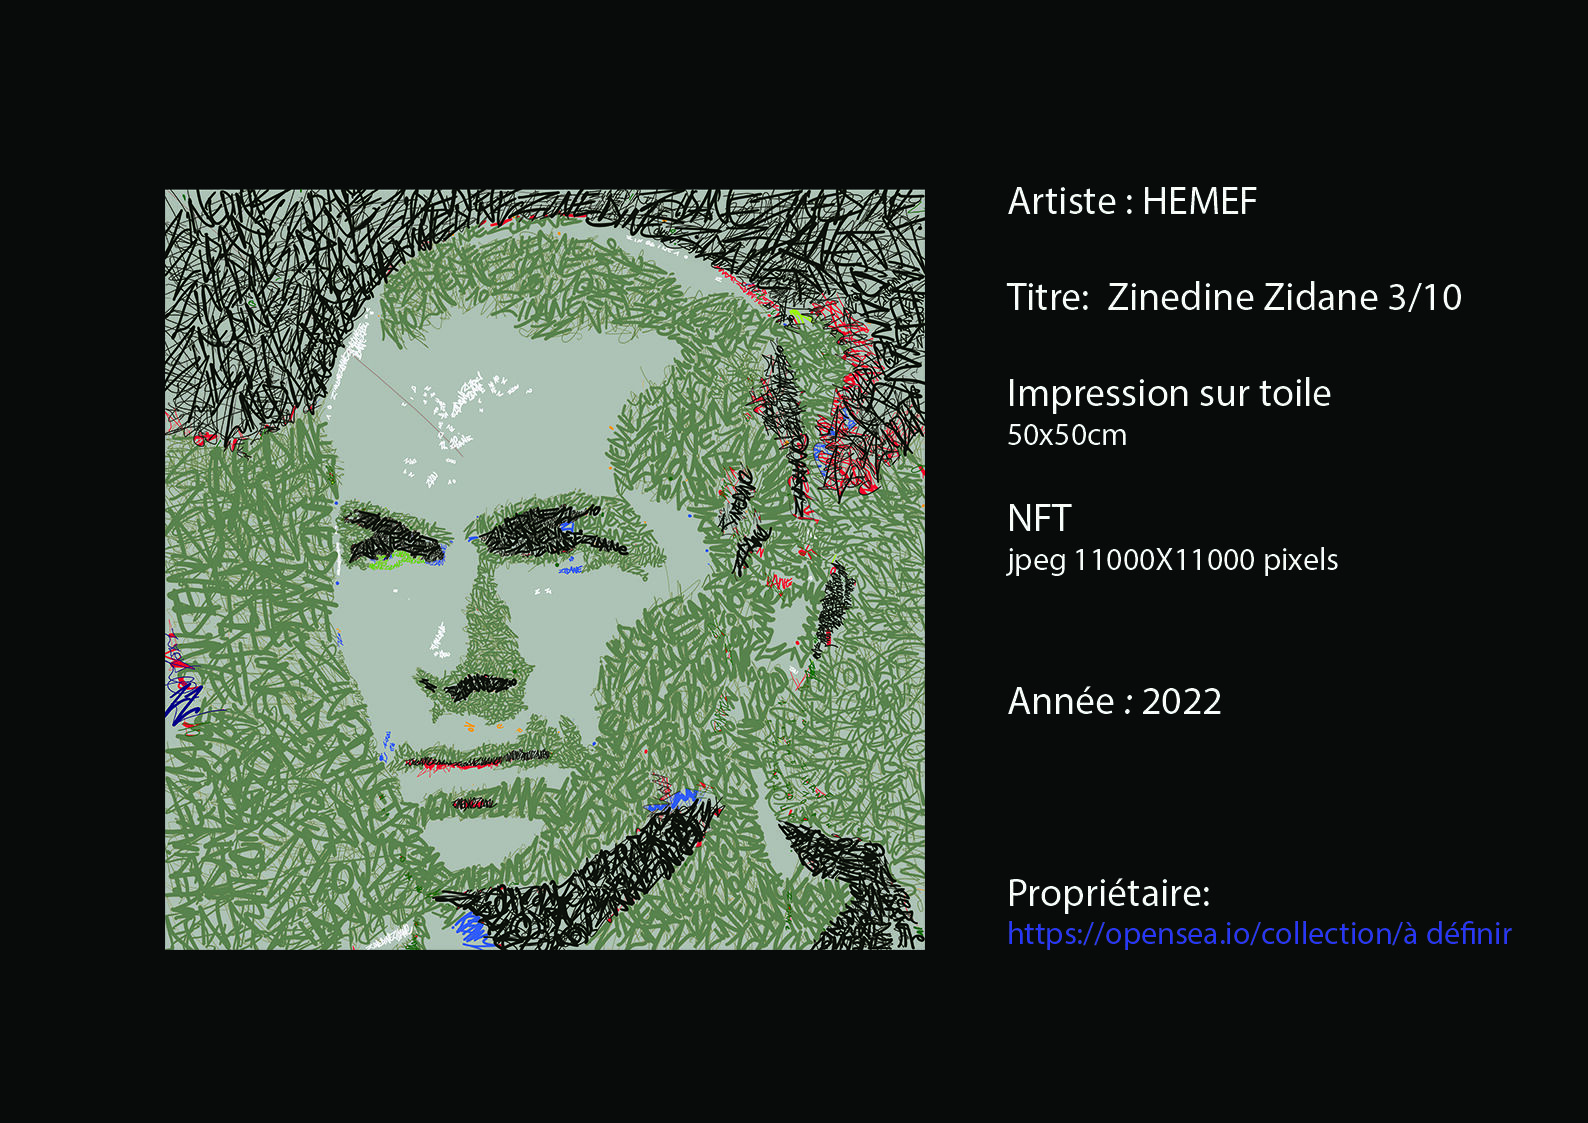 Artiste : HEMEF
Titre:  Zinedine Zidane 3/10
Impression sur toile
50x50cm
NFT
jpeg 11000X11000 pixels
Année : 2022
Propriétaire:
https://opensea.io/collection/à définir